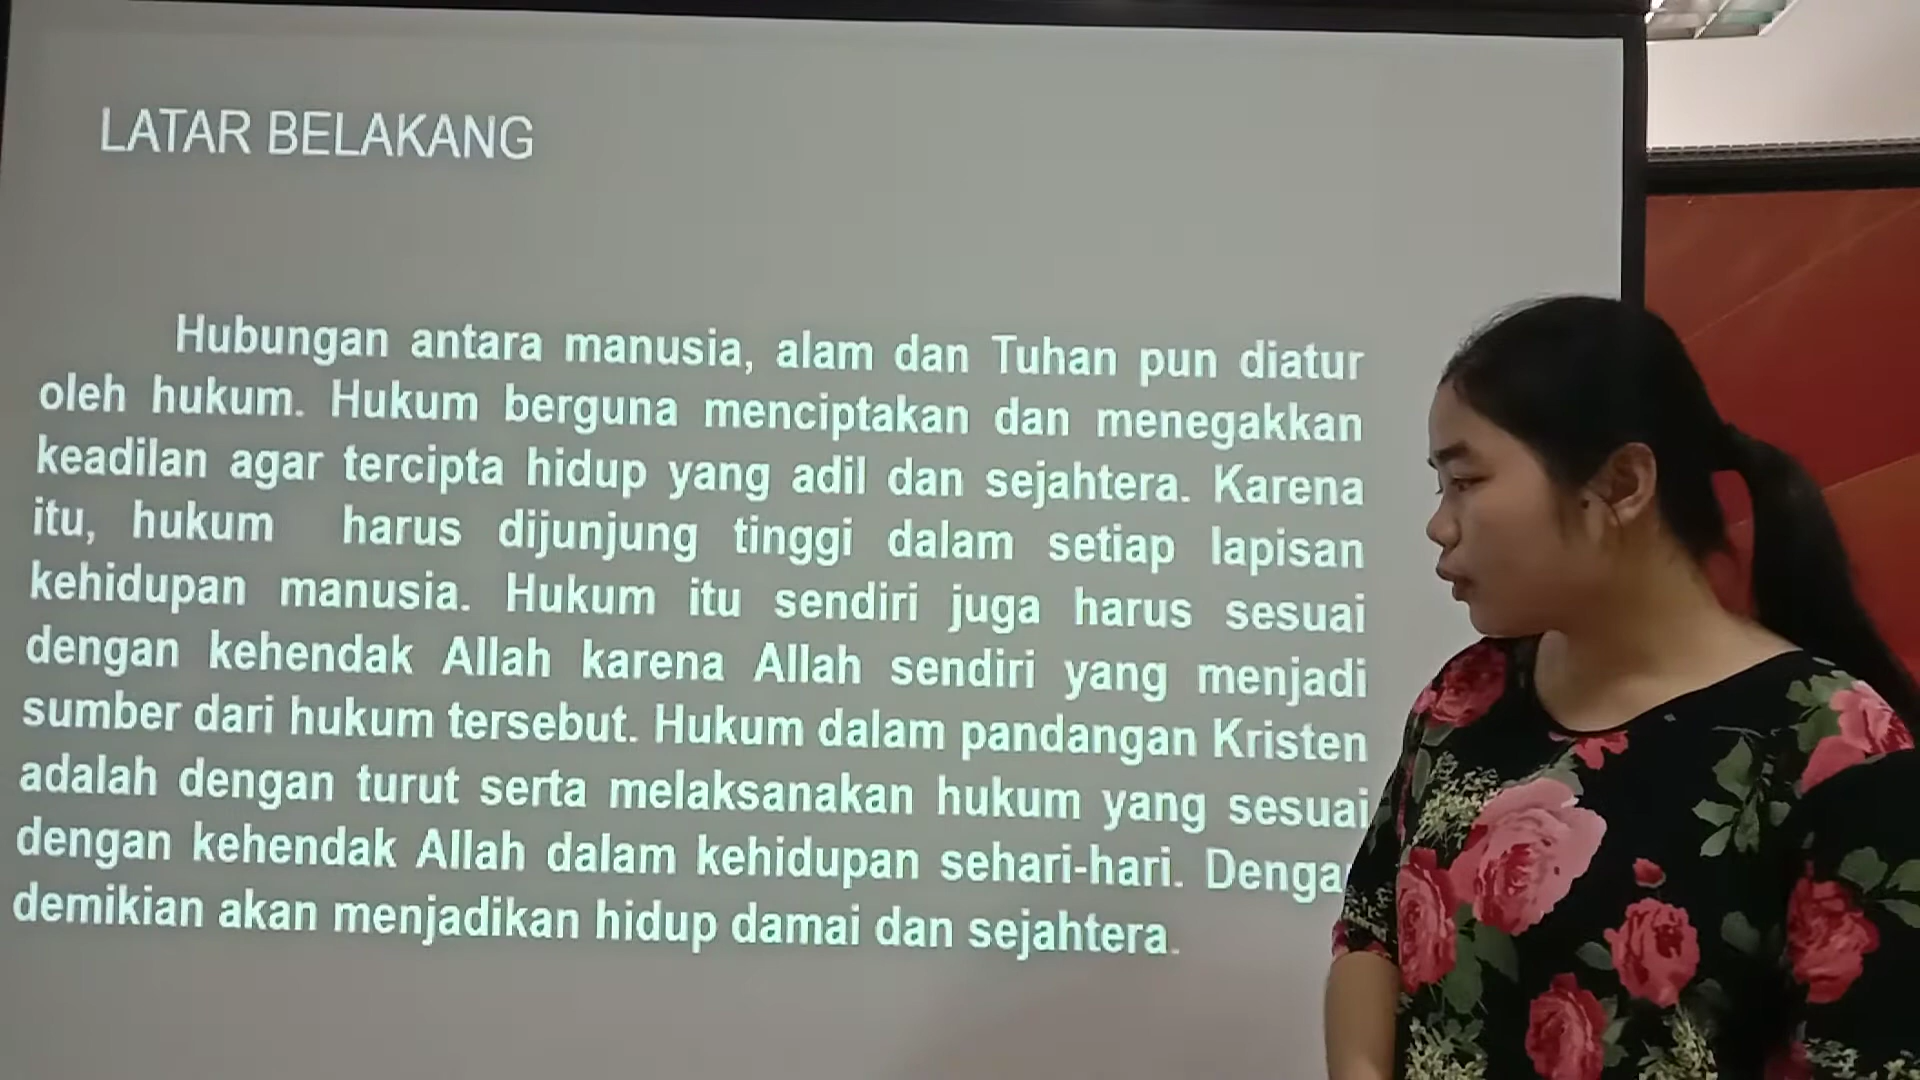 LATAR BELAKANG
Hubungan antara manusia, alam dan Tuhan pun diatur
oleh hukum. Hukum berguna menciptakan dan menegakkan
keadilan agar tercipta hidup yang adil dan sejahtera. Karena
itu, hukum harus dijunjung tinggi dalam setiap lapisan
kehidupan manusia. Hukum itu sendiri juga harus sesuai
dengan kehendak Allah karena Allah sendiri yang menjadi
sumber dari hukum tersebut. Hukum dalam pandangan Kristen
adalah dengan turut serta melaksanakan hukum yang sesuai
dengan kehendak Allah dalam kehidupan sehari-hari. Denga
demikian akan menjadikan hidup damai dan sejahtera.